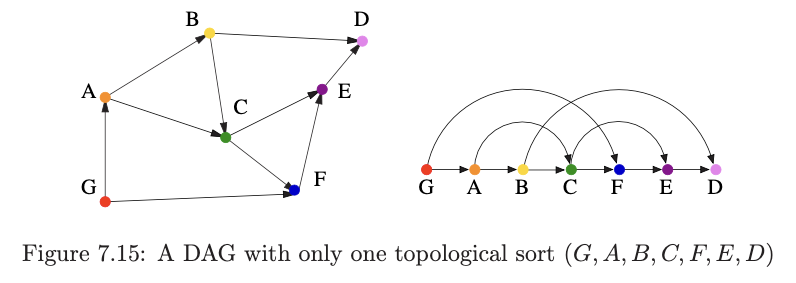 B
D
A
C
E
G
F
G A B C F E D
Figure 7.15: A DAG with only one topological sort (G, A, B, C, F, E, D)